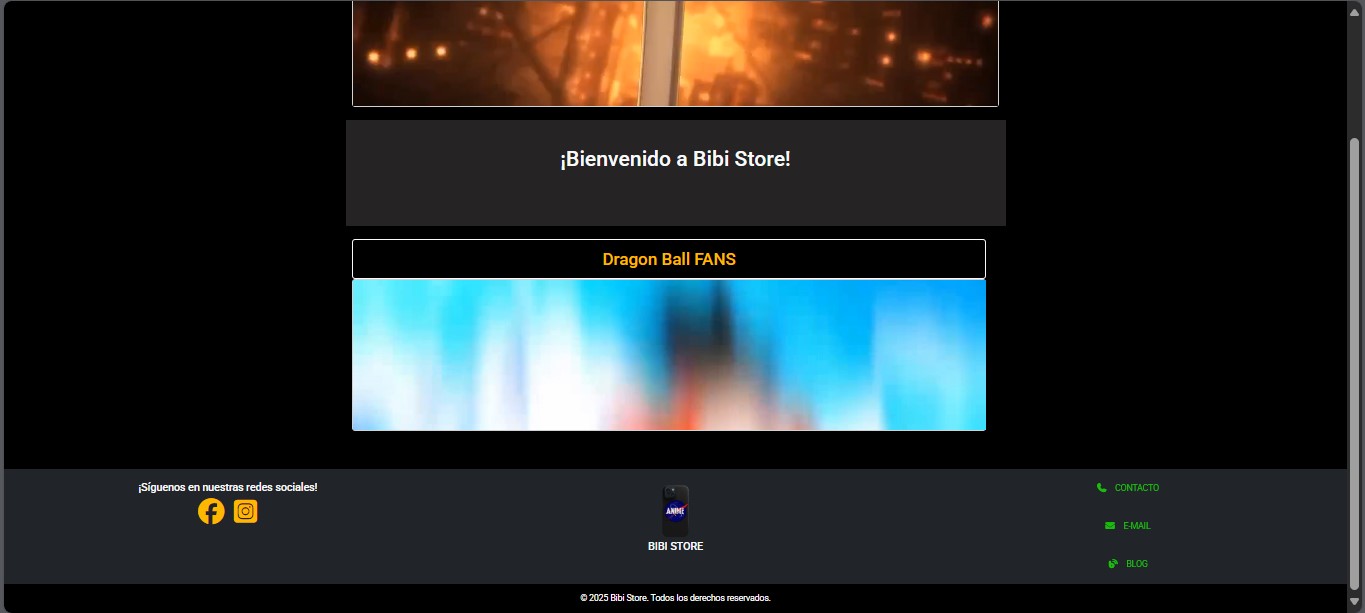 ¡Bienvenido a Bibi Store!
Dragon Ball FANS
¡Síguenos en nuestras redes sociales!
ANIME
BIBI STORE
CONTACTO
E-MAIL
BLOG
© 2025 Bibi Store. Todos los derechos reservados.